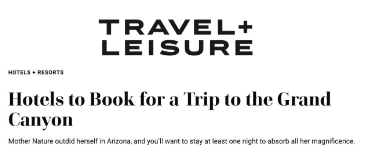 TRAVEL+
LEISURE
HOTELS + RESORTS
Hotels to Book for a Trip to the Grand
Canyon
Mother Nature outdid herself in Arizona, and you'll want to stay at least one night to absorb all her magnificence.